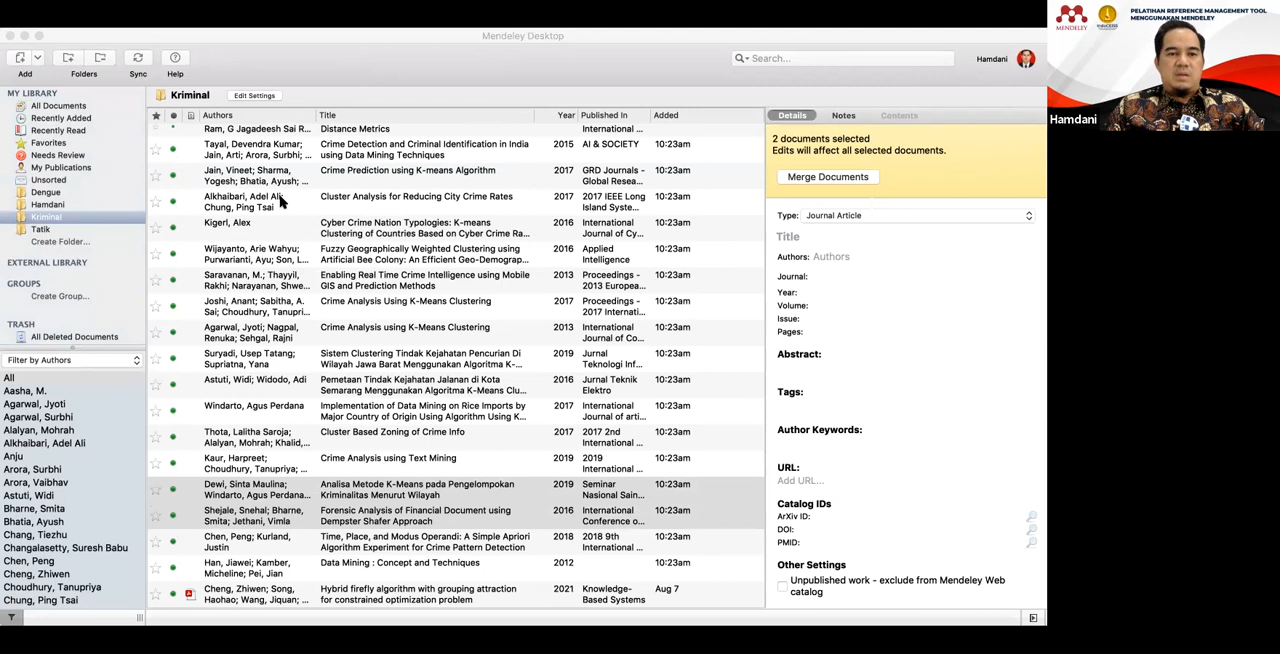 Mendeley Desktop
Add
Folders
Sync
Help
Search...
Hamdani
MY LIBRARY
All Documents
Recently Added
Recently Read
Favorites
Needs Review
My Publications
Unsorted
Dengue
Hamdani
Kriminal
Tatik
Create Folder...
EXTERNAL LIBRARY
GROUPS
Create Group...
TRASH
All Deleted Documents
Filter by Authors
All
Aasha, M.
Agarwal, Jyoti
Agarwal, Surbhi
Alalyan, Mohrah
Alkhaibari, Adel Ali
Anju
Arora, Surbhi
Arora, Vaibhav
Astuti, Widi
Bharne, Smita
Bhatia, Ayush
Chang, Tiezhu
Changalasetty, Suresh Babu
Chen, Peng
Cheng, Zhiwen
Choudhury, Tanupriya
Chung, Ping Tsai
Kriminal
Edit Settings
Authors Title Year Published In Added
Ram, G Jagadeesh Sai R... Distance Metrics International ...
Tayal, Devendra Kumar; Crime Detection and Criminal Identification in India 2015 AI & SOCIETY 10:23am
Jain, Arti; Arora, Surbhi; ... using Data Mining Techniques
Jain, Vineet; Sharma, Crime Prediction using K-means Algorithm 2017 GRD Journals - 10:23am
Yogesh; Bhatia, Ayush; ... Global Resea...
Alkhaibari, Adel Ali; Cluster Analysis for Reducing City Crime Rates 2017 2017 IEEE Long 10:23am
Chung, Ping Tsai Island Syste...
Kigerl, Alex Cyber Crime Nation Typologies: K-means 2016 International 10:23am
Clustering of Countries Based on Cyber Crime Ra... Journal of Cy...
Wijayanto, Arie Wahyu; Fuzzy Geographically Weighted Clustering using 2016 Applied 10:23am
Purwarianti, Ayu; Son, L... Artificial Bee Colony: An Efficient Geo-Demograp... Intelligence
Saravanan, M.; Thayyil, Enabling Real Time Crime Intelligence using Mobile 2013 Proceedings - 10:23am
Rakhi; Narayanan, Shwe... GIS and Prediction Methods 2013 Europea...
Joshi, Anant; Sabitha, A. Crime Analysis Using K-Means Clustering 2017 Proceedings - 10:23am
Sai; Choudhury, Tanupri... 2017 Internati...
Agarwal, Jyoti; Nagpal, Crime Analysis using K-Means Clustering 2013 International 10:23am
Renuka; Sehgal, Rajni Journal of Co...
Suryadi, Usep Tatang; Sistem Clustering Tindak Kejahatan Pencurian Di 2019 Jurnal 10:23am
Supriatna, Yana Wilayah Jawa Barat Menggunakan Algoritma K-... Teknologi Inf...
Astuti, Widi; Widodo, Adi Pemetaan Tindak Kejahatan Jalanan di Kota 2016 Jurnal Teknik 10:23am
Semarang Menggunakan Algoritma K-Means Clu... Elektro
Windarto, Agus Perdana Implementation of Data Mining on Rice Imports by 2017 International 10:23am
Major Country of Origin Using Algorithm Using K... Journal of arti...
Thota, Lalitha Saroja; Cluster Based Zoning of Crime Info 2017 2017 2nd 10:23am
Alalyan, Mohrah; Khalid,... International ...
Kaur, Harpreet; Crime Analysis using Text Mining 2019 2019 10:23am
Choudhury, Tanupriya; ... International ...
Dewi, Sinta Maulina; Analisa Metode K-Means pada Pengelompokan 2019 Seminar 10:23am
Windarto, Agus Perdana... Kriminalitas Menurut Wilayah Nasional Sain...
Shejale, Snehal; Bharne, Forensic Analysis of Financial Document using 2016 International 10:23am
Smita; Jethani, Vimla Dempster Shafer Approach Conference o...
Chen, Peng; Kurland, Time, Place, and Modus Operandi: A Simple Apriori 2018 2018 9th 10:23am
Justin Algorithm Experiment for Crime Pattern Detection International ...
Han, Jiawei; Kamber, Data Mining : Concept and Techniques 2012 10:23am
Micheline; Pei, Jian
Cheng, Zhiwen; Song, Hybrid firefly algorithm with grouping attraction 2021 Knowledge- Aug 7
Haohao; Wang, Jiquan; ... for constrained optimization problem Based Systems
Details Notes Contents
2 documents selected
Edits will affect all selected documents.
Merge Documents
Type: Journal Article
Title
Authors: Authors
Journal:
Year:
Volume:
Issue:
Pages:
Abstract:
Tags:
Author Keywords:
URL:
Add URL...
Catalog IDs
ArXiv ID:
DOI:
PMID:
Other Settings
Unpublished work - exclude from Mendeley Web
catalog
MENDELEY
PELATIHAN REFERENCE MANAGEMENT TOOL
MENGGUNAKAN MENDELEY
Hamdani